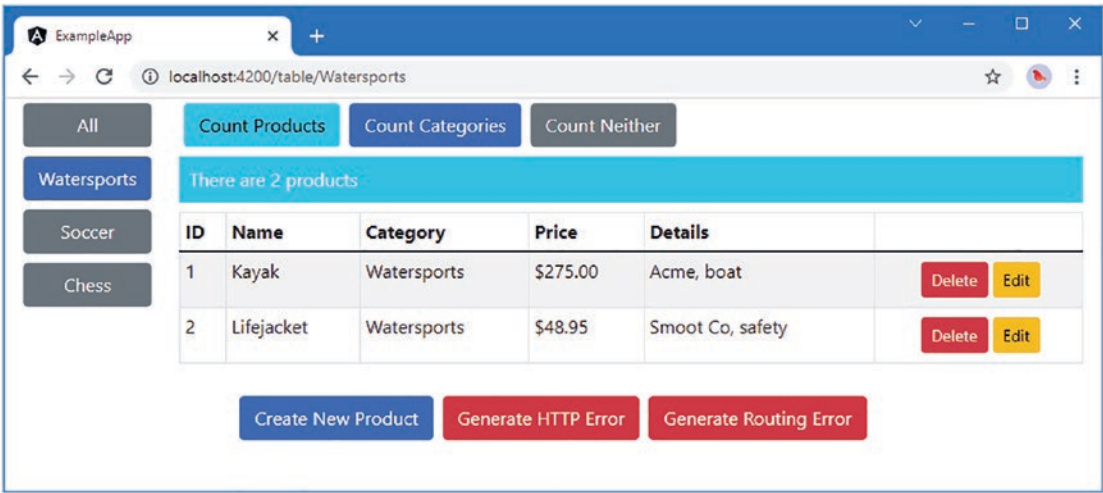 ExampleApp
localhost:4200/table/Watersports
All
Count Products Count Categories Count Neither
Watersports
There are 2 products
Soccer
ID Name Category Price Details
Chess
1 Kayak Watersports $275.00 Acme, boat Delete Edit
2 Lifejacket Watersports $48.95 Smoot Co, safety Delete Edit
Create New Product Generate HTTP Error Generate Routing Error